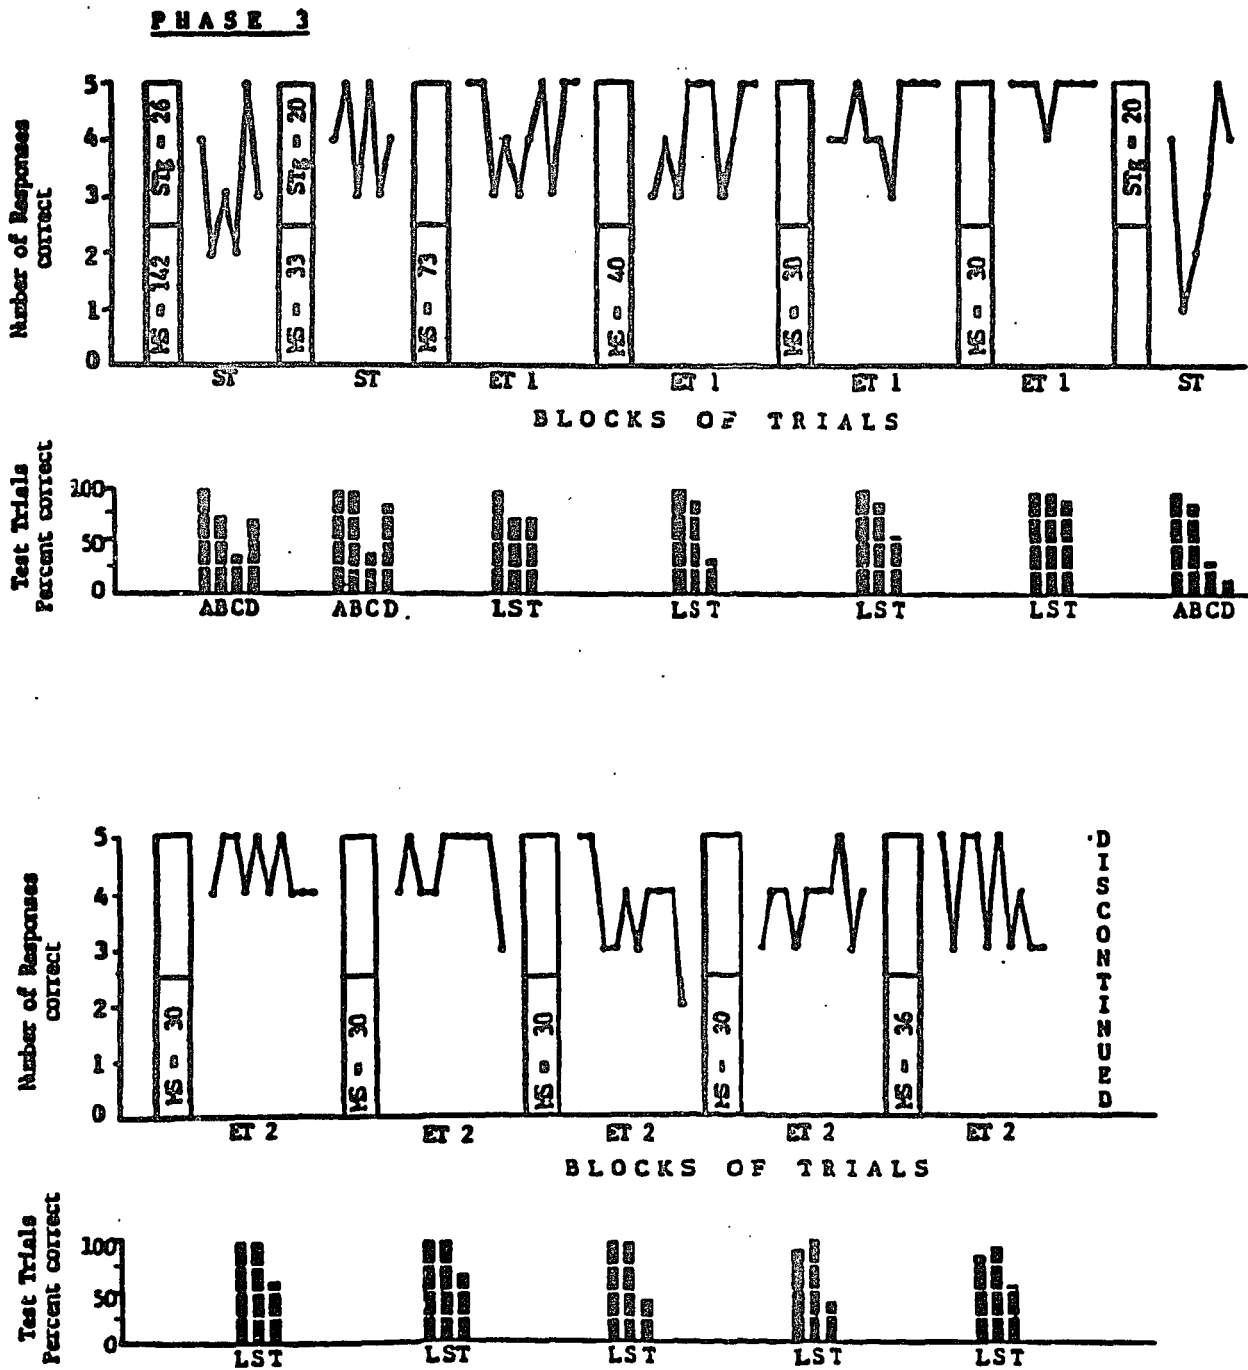 PHASE 3
Number of Responses correct
5
4
3
2
1
0
MS = 142 STR = 26
MS = 33 STR = 20
MS = 73
MS = 40
MS = 30
MS = 30
STR = 20
ST ST ET 1 ET 1 ET 1 ET 1 ST
BLOCKS OF TRIALS
Test Trials
Percent correct
100
50
0
ABCD ABCD. LST LST LST LST ABCD
Number of Responses correct
5
4
3
2
1
0
MS = 30
MS = 30
MS = 30
MS = 30
MS = 36
DISCONTINUED
ET 2 ET 2 ET 2 ET 2 ET 2
BLOCKS OF TRIALS
Test Trials
Percent correct
100
50
0
LST LST LST LST LST